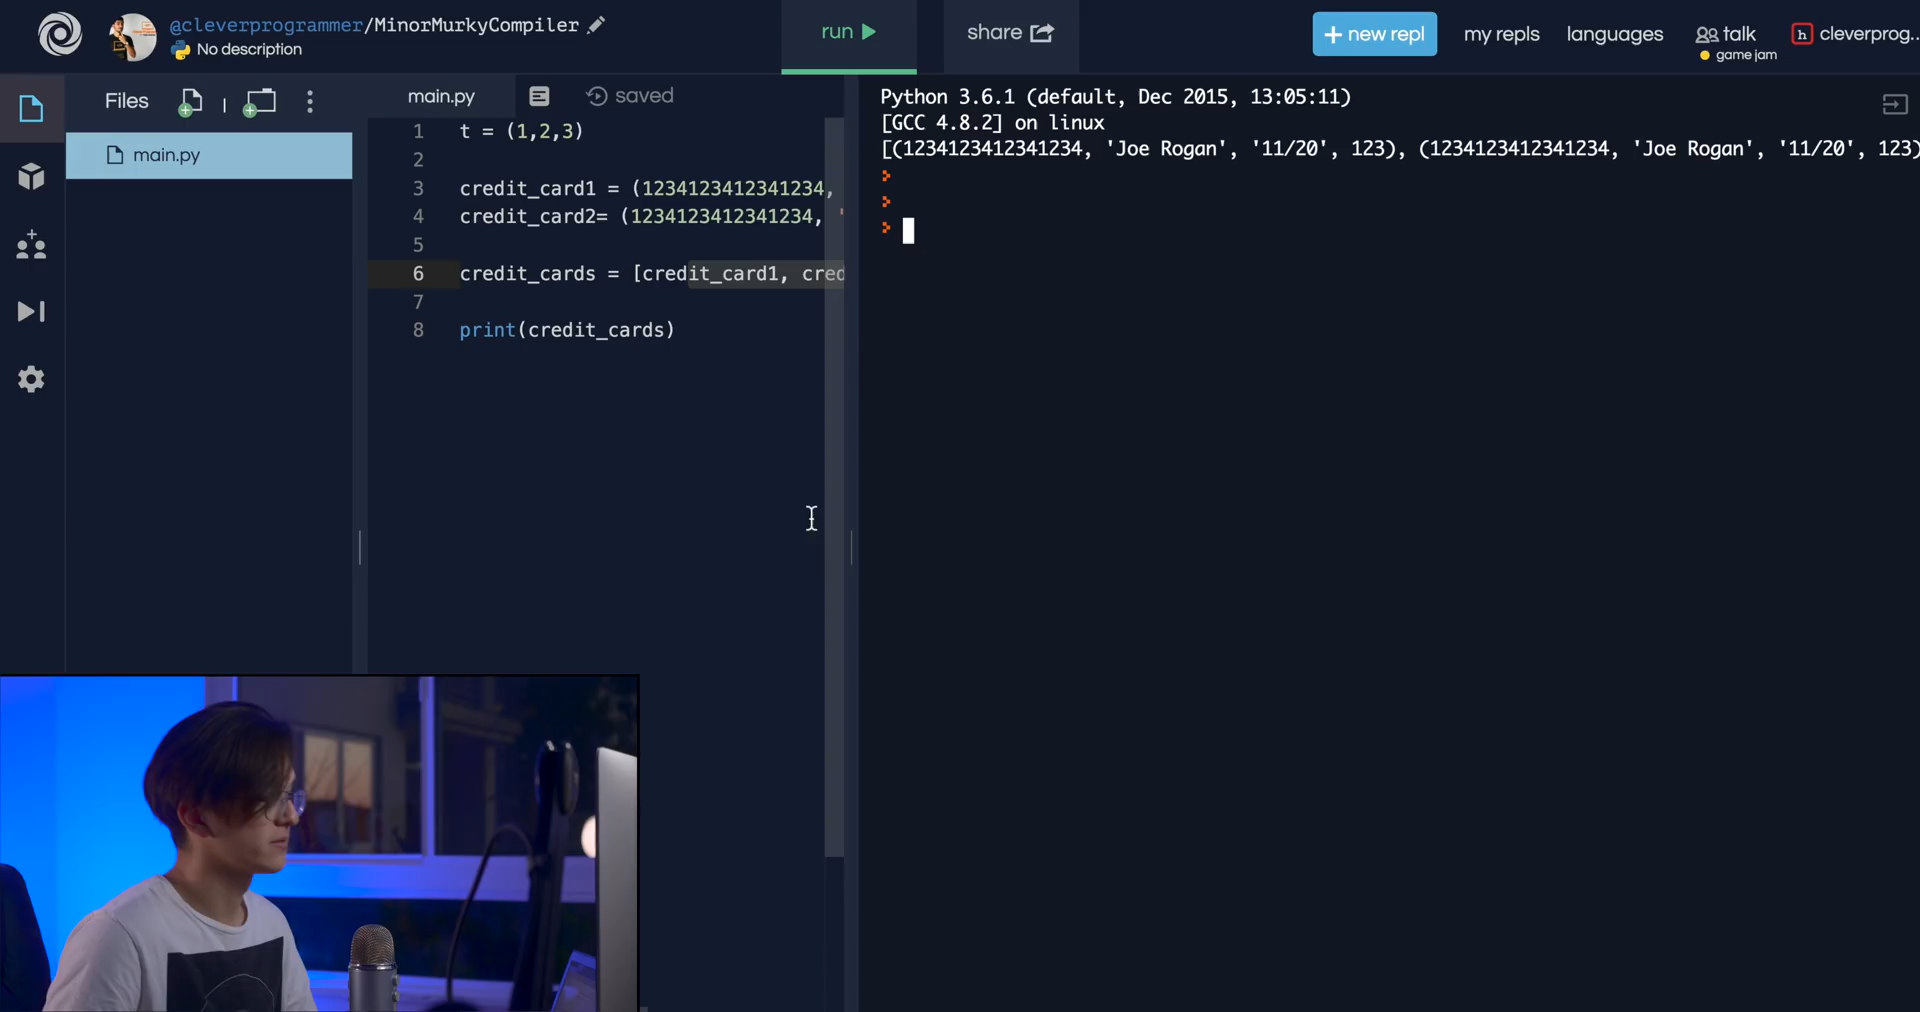 @cleverprogrammer/MinorMurkyCompiler
No description
run
share
+ new repl
my repls
languages
talk
game jam
h
cleverprog...
Files
main.py
main.py
saved
1 t = (1,2,3)
2
3 credit_card1 = (1234123412341234,
4 credit_card2= (1234123412341234, '
5
6 credit_cards = [credit_card1, cred
7
8 print(credit_cards)
Python 3.6.1 (default, Dec 2015, 13:05:11)
[GCC 4.8.2] on linux
[(1234123412341234, 'Joe Rogan', '11/20', 123), (1234123412341234, 'Joe Rogan', '11/20', 123)